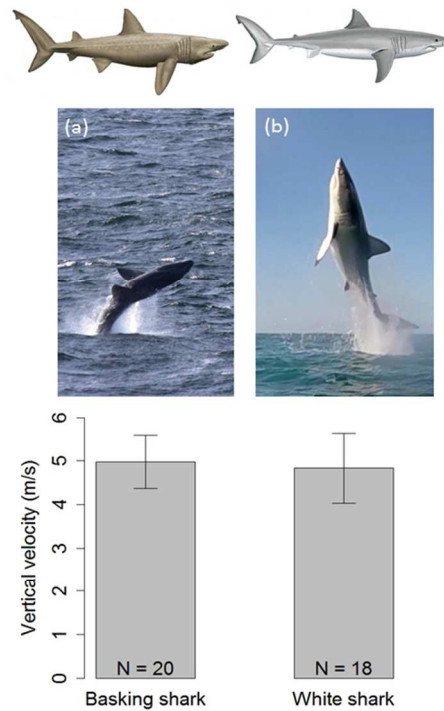 (a)
(b)
Vertical velocity (m/s)
6
5
4
3
2
1
0
N = 20
N = 18
Basking shark
White shark